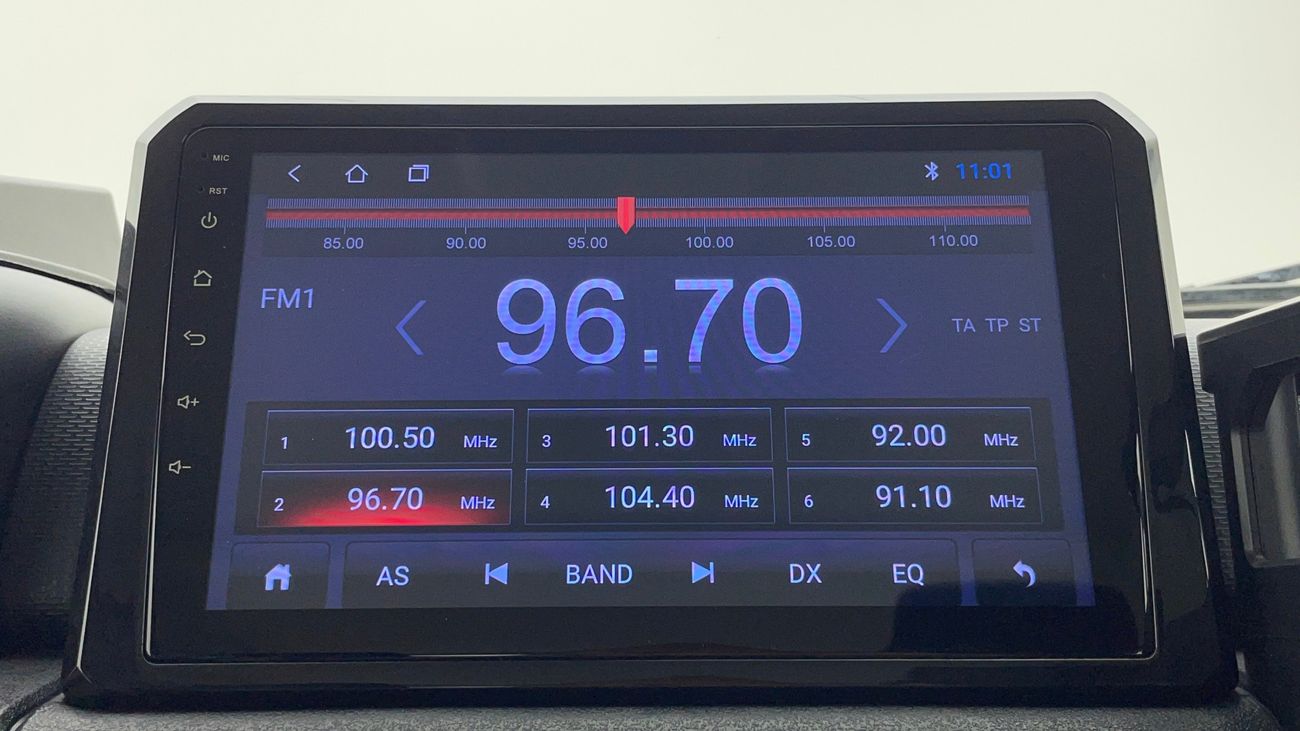 MIC
RST
11:01
85.00 90.00 95.00 100.00 105.00 110.00
FM1
96.70
TA TP ST
1 100.50 MHz 3 101.30 MHz 5 92.00 MHz
2 96.70 MHz 4 104.40 MHz 6 91.10 MHz
AS BAND DX EQ